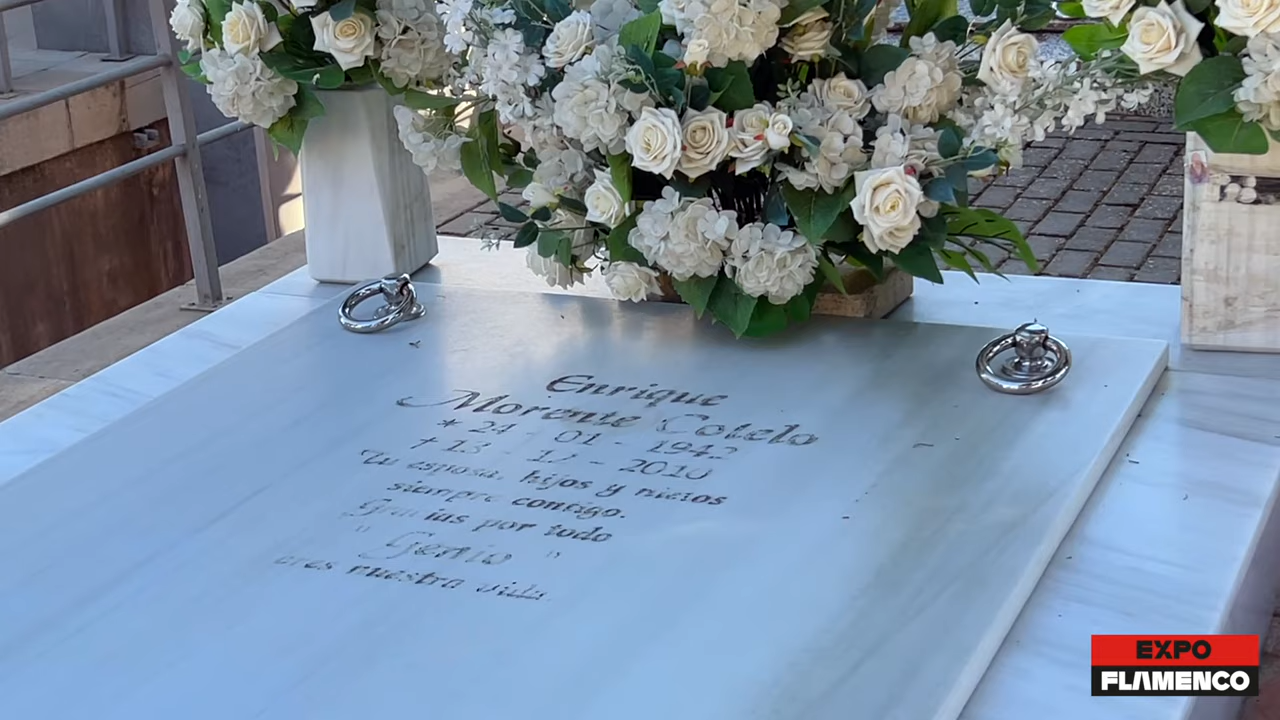 Enrique
Morente Cotelo
* 24 - 01 - 1942
† 13 - 12 - 2010
Tu esposa, hijos y nietos
siempre contigo.
Gracias por todo
" Genio "
eres nuestra vida.
EXPO
FLAMENCO